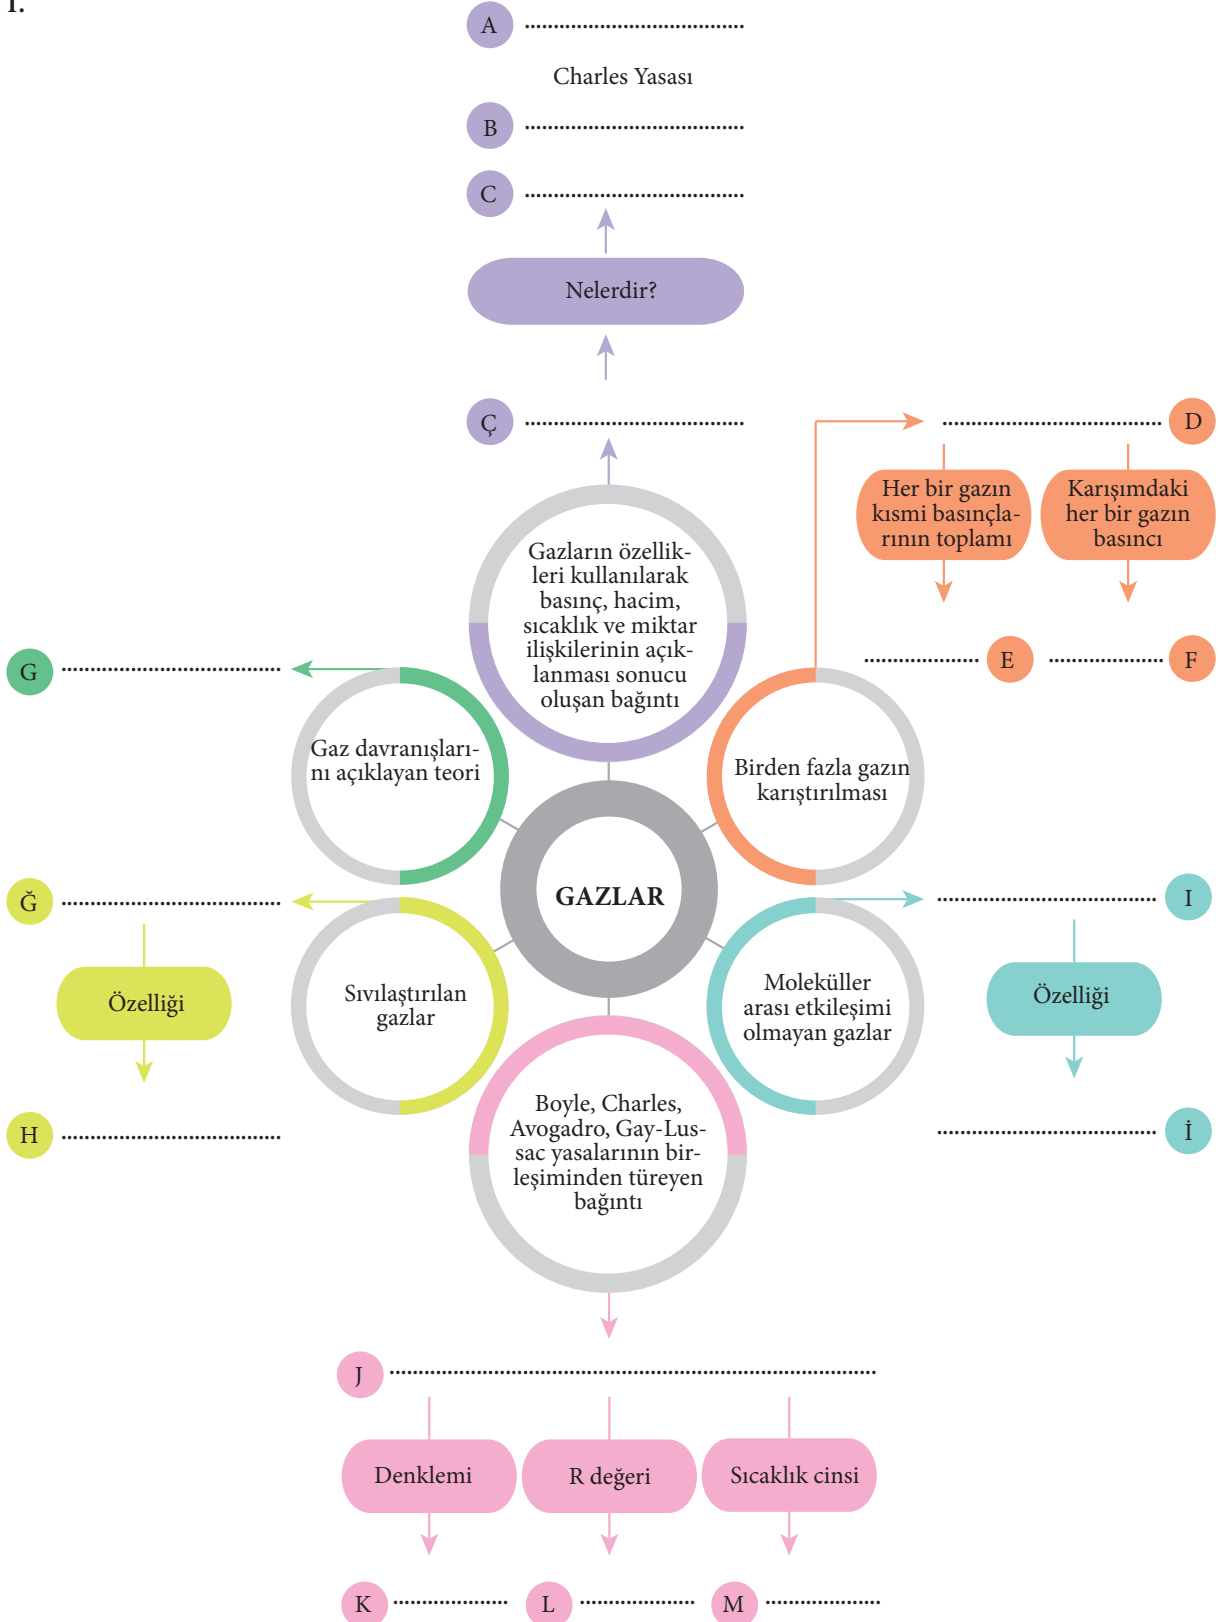 1.
A ........................................
Charles Yasası
B ........................................
C ........................................
Nelerdir?
Ç ........................................
........................................ D
Her bir gazın
kısmi basınçla-
rının toplamı
Karışımdaki
her bir gazın
basıncı
..................... E
..................... F
Gazların özellik-
leri kullanılarak
basınç, hacim,
sıcaklık ve miktar
ilişkilerinin açık-
lanması sonucu
oluşan bağıntı
G ........................................
Gaz davranışları-
nı açıklayan teori
Birden fazla gazın
karıştırılması
GAZLAR
Ğ ........................................
Özelliği
H ........................................
Sıvılaştırılan
gazlar
Moleküller
arası etkileşimi
olmayan gazlar
........................................ I
Özelliği
........................................ İ
Boyle, Charles,
Avogadro, Gay-Lus-
sac yasalarının bir-
leşiminden türeyen
bağıntı
J ................................................................................
Denklemi
R değeri
Sıcaklık cinsi
K .....................
L .....................
M .....................